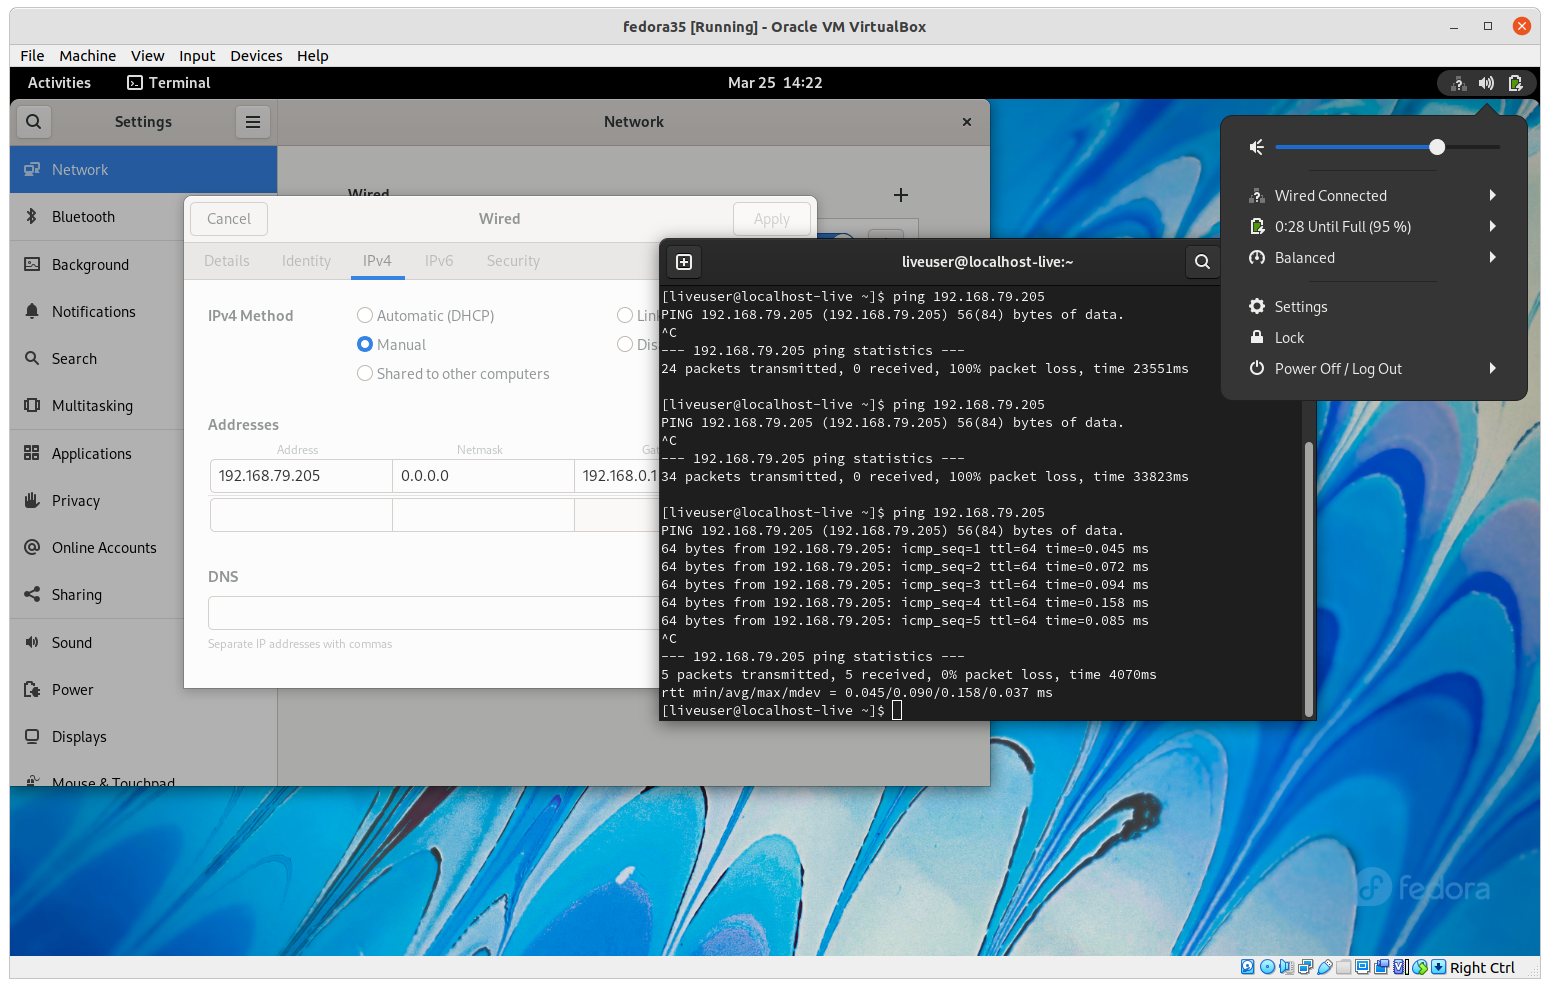 fedora35 [Running] - Oracle VM VirtualBox
File Machine View Input Devices Help
Activities Terminal Mar 25 14:22
Settings
Network
Network
Bluetooth
Background
Notifications
Search
Multitasking
Applications
Privacy
Online Accounts
Sharing
Sound
Power
Displays
Mouse & Touchpad
Wired
Cancel Wired Apply
Details Identity IPv4 IPv6 Security
IPv4 Method
Automatic (DHCP)
Manual
Shared to other computers
Addresses
Address Netmask
192.168.79.205 0.0.0.0 192.168.0.1
DNS
Separate IP addresses with commas
liveuser@localhost-live:~
[liveuser@localhost-live ~]$ ping 192.168.79.205
PING 192.168.79.205 (192.168.79.205) 56(84) bytes of data.
^C
--- 192.168.79.205 ping statistics ---
24 packets transmitted, 0 received, 100% packet loss, time 23551ms
[liveuser@localhost-live ~]$ ping 192.168.79.205
PING 192.168.79.205 (192.168.79.205) 56(84) bytes of data.
^C
--- 192.168.79.205 ping statistics ---
34 packets transmitted, 0 received, 100% packet loss, time 33823ms
[liveuser@localhost-live ~]$ ping 192.168.79.205
PING 192.168.79.205 (192.168.79.205) 56(84) bytes of data.
64 bytes from 192.168.79.205: icmp_seq=1 ttl=64 time=0.045 ms
64 bytes from 192.168.79.205: icmp_seq=2 ttl=64 time=0.072 ms
64 bytes from 192.168.79.205: icmp_seq=3 ttl=64 time=0.094 ms
64 bytes from 192.168.79.205: icmp_seq=4 ttl=64 time=0.158 ms
64 bytes from 192.168.79.205: icmp_seq=5 ttl=64 time=0.085 ms
^C
--- 192.168.79.205 ping statistics ---
5 packets transmitted, 5 received, 0% packet loss, time 4070ms
rtt min/avg/max/mdev = 0.045/0.090/0.158/0.037 ms
[liveuser@localhost-live ~]$
Wired Connected
0:28 Until Full (95 %)
Balanced
Settings
Lock
Power Off / Log Out
fedora
Right Ctrl